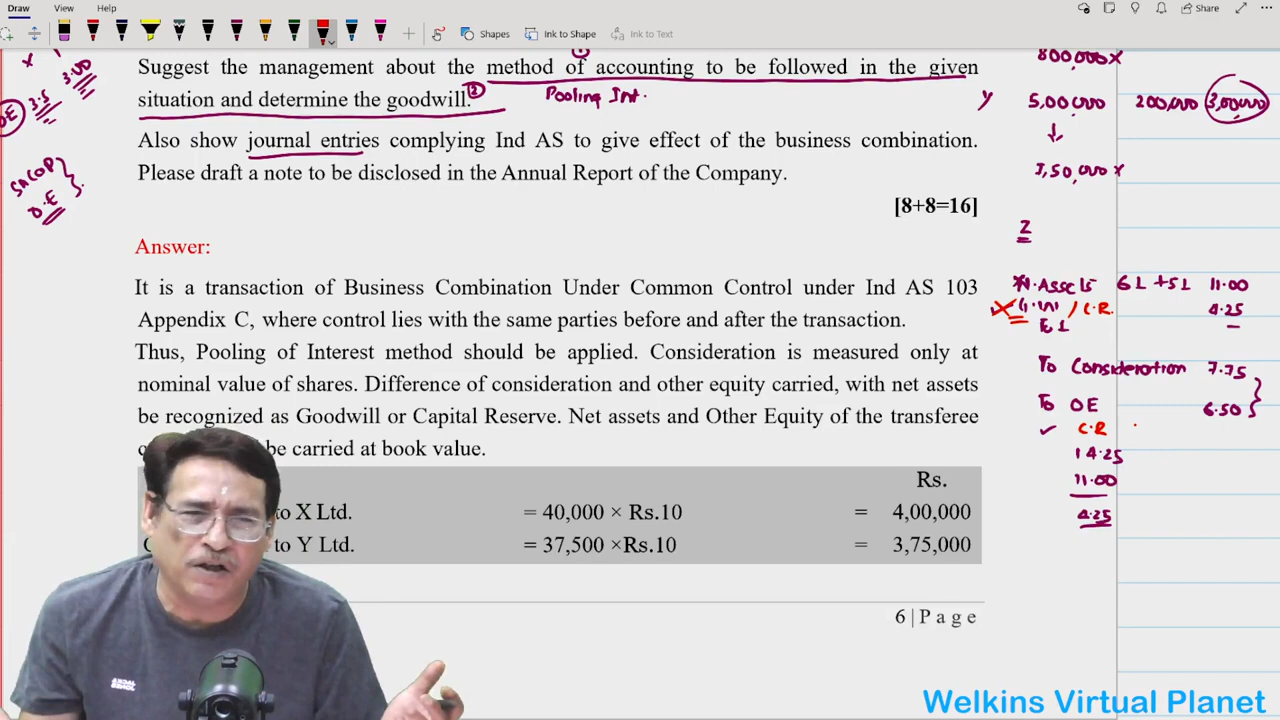 Draw View Help
Shapes Ink to Shape Ink to Text Share
Suggest the management about the method of accounting to be followed in the given
situation and determine the goodwill.
Pooling Int.
Also show journal entries complying Ind AS to give effect of the business combination.
Please draft a note to be disclosed in the Annual Report of the Company.
[8+8=16]
Answer:
It is a transaction of Business Combination Under Common Control under Ind AS 103
Appendix C, where control lies with the same parties before and after the transaction.
Thus, Pooling of Interest method should be applied. Consideration is measured only at
nominal value of shares. Difference of consideration and other equity carried, with net assets
be recognized as Goodwill or Capital Reserve. Net assets and Other Equity of the transferee
be carried at book value.
Rs.
to X Ltd. = 40,000 × Rs.10 = 4,00,000
to Y Ltd. = 37,500 ×Rs.10 = 3,75,000
6 | P a g e
3.5
3.00
SACOP
O.E
800,000 x
y 5,00,000 200,000 3,00,000
3,50,000 x
Z
N.Assets 6L +5L 11.00
/ C.R. 4.25
To Consideration 7.75
To OE 6.50
C.R
14.25
11.00
4.25
Welkins Virtual Planet